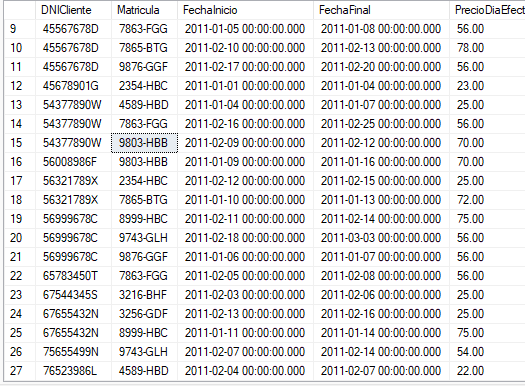 DNICliente Matricula FechaInicio FechaFinal PrecioDiaEfect
9 45567678D 7863-FGG 2011-01-05 00:00:00.000 2011-01-08 00:00:00.000 56.00
10 45567678D 7865-BTG 2011-02-10 00:00:00.000 2011-02-13 00:00:00.000 78.00
11 45567678D 9876-GGF 2011-02-17 00:00:00.000 2011-02-20 00:00:00.000 56.00
12 45678901G 2354-HBC 2011-01-01 00:00:00.000 2011-01-04 00:00:00.000 23.00
13 54377890W 4589-HBD 2011-01-04 00:00:00.000 2011-01-07 00:00:00.000 25.00
14 54377890W 7863-FGG 2011-02-16 00:00:00.000 2011-02-25 00:00:00.000 56.00
15 54377890W 9803-HBB 2011-02-09 00:00:00.000 2011-02-12 00:00:00.000 70.00
16 56008986F 9803-HBB 2011-01-09 00:00:00.000 2011-01-16 00:00:00.000 70.00
17 56321789X 2354-HBC 2011-02-12 00:00:00.000 2011-02-15 00:00:00.000 25.00
18 56321789X 7865-BTG 2011-01-10 00:00:00.000 2011-01-13 00:00:00.000 72.00
19 56999678C 8999-HBC 2011-02-11 00:00:00.000 2011-02-14 00:00:00.000 75.00
20 56999678C 9743-GLH 2011-02-18 00:00:00.000 2011-03-03 00:00:00.000 56.00
21 56999678C 9876-GGF 2011-01-06 00:00:00.000 2011-01-07 00:00:00.000 56.00
22 65783450T 7863-FGG 2011-02-05 00:00:00.000 2011-02-08 00:00:00.000 56.00
23 67544345S 3216-BHF 2011-02-03 00:00:00.000 2011-02-06 00:00:00.000 25.00
24 67655432N 3256-GDF 2011-02-13 00:00:00.000 2011-02-16 00:00:00.000 25.00
25 67655432N 8999-HBC 2011-01-11 00:00:00.000 2011-01-14 00:00:00.000 75.00
26 75655499N 9743-GLH 2011-02-07 00:00:00.000 2011-02-14 00:00:00.000 54.00
27 76523986L 4589-HBD 2011-02-04 00:00:00.000 2011-02-07 00:00:00.000 22.00